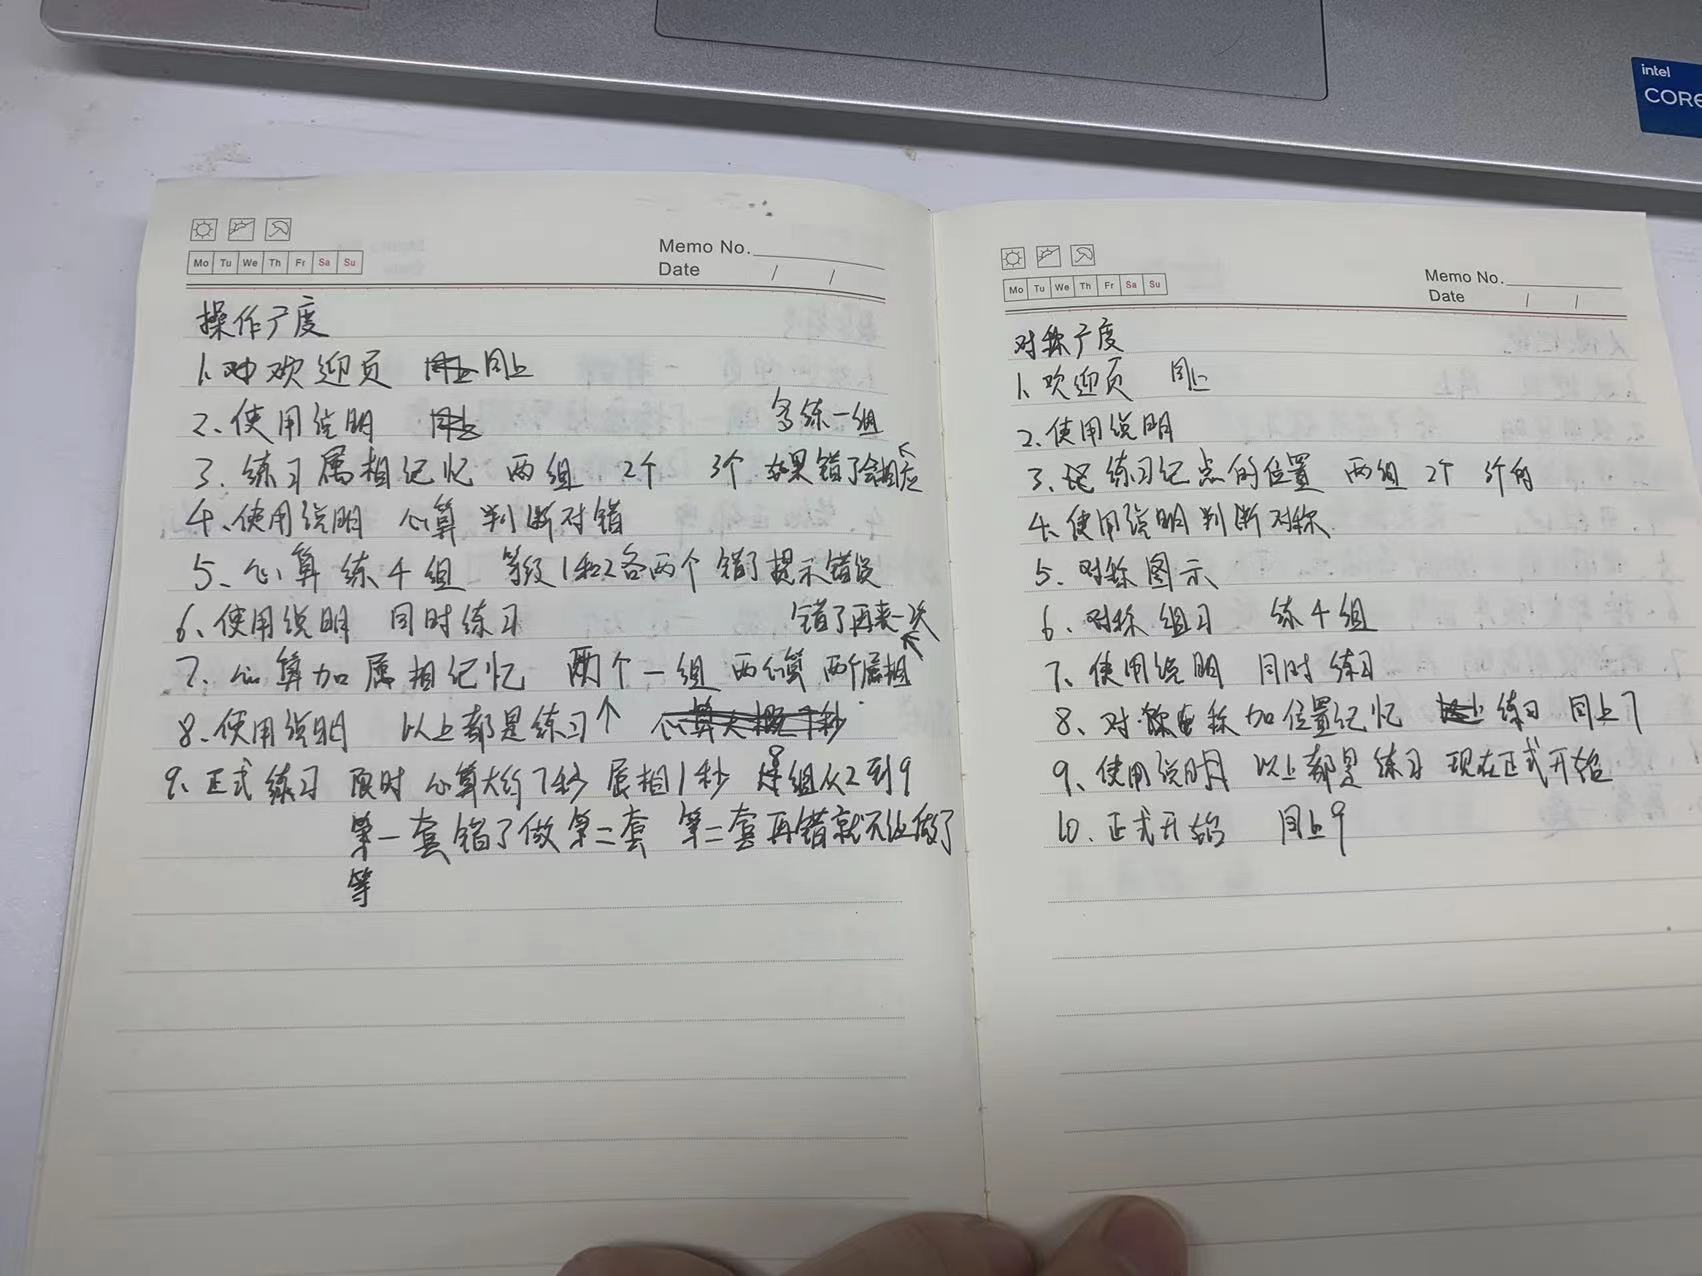 intel
CORE
Mo Tu We Th Fr Sa Su
Memo No.
Date / /
操作广度
1. 欢迎页 同上
2、使用说明
多练一组
3、练习属相记忆 两组 2个 3个 如果错了会相应
4、使用说明 心算 判断对错
5、心算 练4组 等级1和2各两个 错了提示错误
6、使用说明 同时练习
错了再来一次
7、心算加属相记忆 两个一组 两心算 两个属相
8、使用说明 以上都是练习↑ 心算大概7秒
9、正式练习 限时 心算大约7秒 属相1秒 8组从2到9
第一套错了做第二套 第二套再错就不让做了
等
Mo Tu We Th Fr Sa Su
Memo No.
Date / /
对称广度
1、欢迎页 同上
2、使用说明
3、练习记点的位置 两组 2个 3个的
4、使用说明 判断对称
5、对称图示
6、对称组习 练4组
7、使用说明 同时练习
8、对称加位置记忆 练习 同上7
9、使用说明 以上都是练习 现在正式开始
10、正式开始 同上9